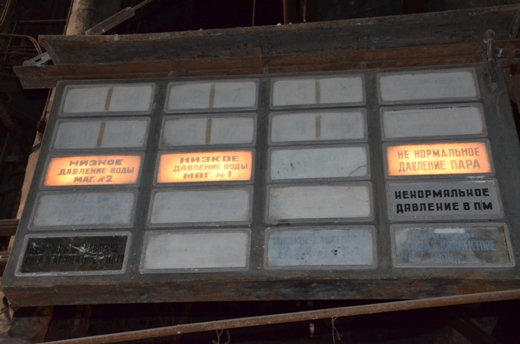 НИЗКОЕ
ДАВЛЕНИЕ ВОДЫ
МАГ. №2
НИЗКОЕ
ДАВЛЕНИЕ ВОДЫ
МАГ. №1
НЕ НОРМАЛЬНОЕ
ДАВЛЕНИЕ ПАРА
НЕНОРМАЛЬНОЕ
ДАВЛЕНИЕ В ПМ